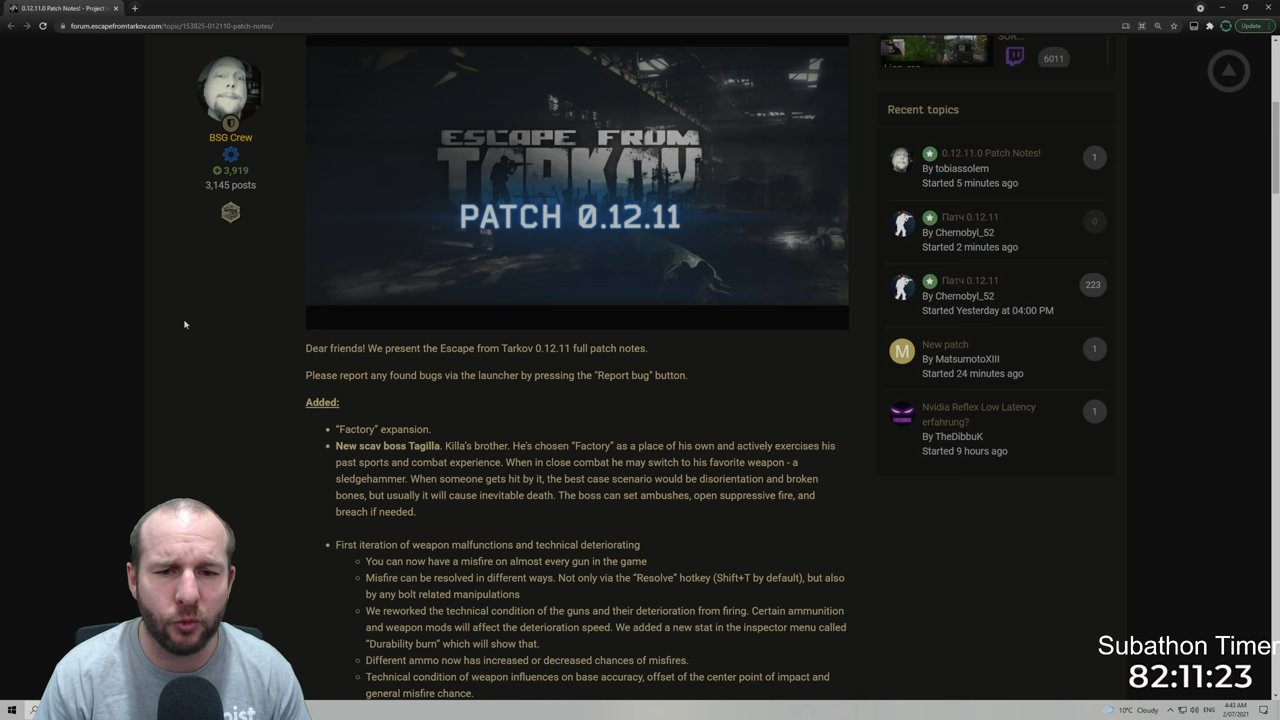 0.12.11.0 Patch Notes! - Project
forum.escapefromtarkov.com/topic/153825-012110-patch-notes/
Update
BSG Crew
3,919
3,145 posts
ESCAPE FROM
TARKOV
PATCH 0.12.11
6011
Recent topics
0.12.11.0 Patch Notes!
By tobiassolem
Started 5 minutes ago
1
Патч 0.12.11
By Chernobyl_52
Started 2 minutes ago
0
Патч 0.12.11
By Chernobyl_52
Started Yesterday at 04:00 PM
223
M
New patch
By MatsumotoXIII
Started 24 minutes ago
1
Nvidia Reflex Low Latency
erfahrung?
By TheDibbuK
Started 9 hours ago
1
Dear friends! We present the Escape from Tarkov 0.12.11 full patch notes.
Please report any found bugs via the launcher by pressing the "Report bug" button.
Added:
“Factory” expansion.
New scav boss Tagilla. Killa’s brother. He’s chosen “Factory” as a place of his own and actively exercises his
past sports and combat experience. When in close combat he may switch to his favorite weapon - a
sledgehammer. When someone gets hit by it, the best case scenario would be disorientation and broken
bones, but usually it will cause inevitable death. The boss can set ambushes, open suppressive fire, and
breach if needed.
First iteration of weapon malfunctions and technical deteriorating
You can now have a misfire on almost every gun in the game
Misfire can be resolved in different ways. Not only via the “Resolve” hotkey (Shift+T by default), but also
by any bolt related manipulations
We reworked the technical condition of the guns and their deterioration from firing. Certain ammunition
and weapon mods will affect the deterioration speed. We added a new stat in the inspector menu called
“Durability burn” which will show that.
Different ammo now has increased or decreased chances of misfires.
Technical condition of weapon influences on base accuracy, offset of the center point of impact and
general misfire chance.
Subathon Timer
82:11:23
10°C Cloudy
ENG
4:43 AM
2/07/2021